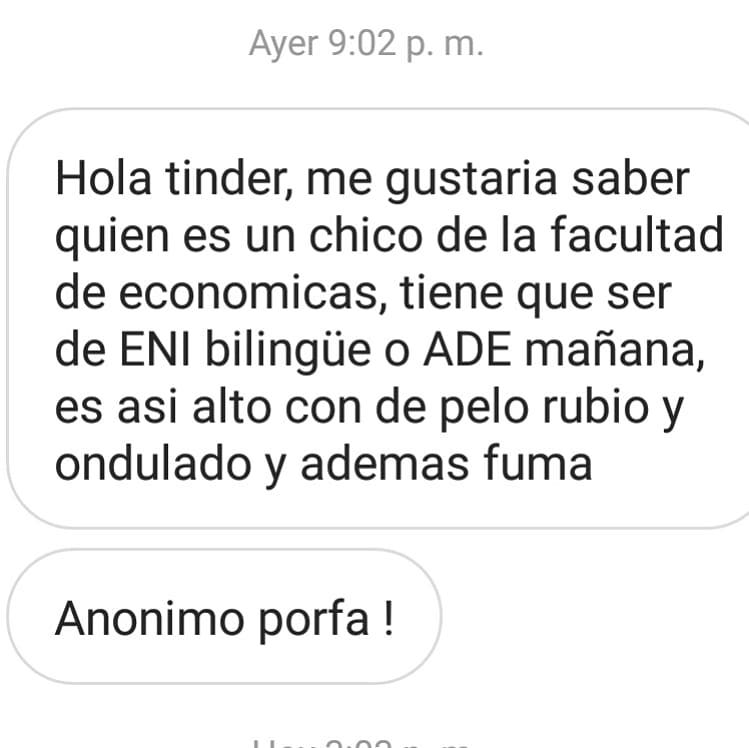 Ayer 9:02 p. m.
Hola tinder, me gustaria saber
quien es un chico de la facultad
de economicas, tiene que ser
de ENI bilingüe o ADE mañana,
es asi alto con de pelo rubio y
ondulado y ademas fuma
Anonimo porfa !